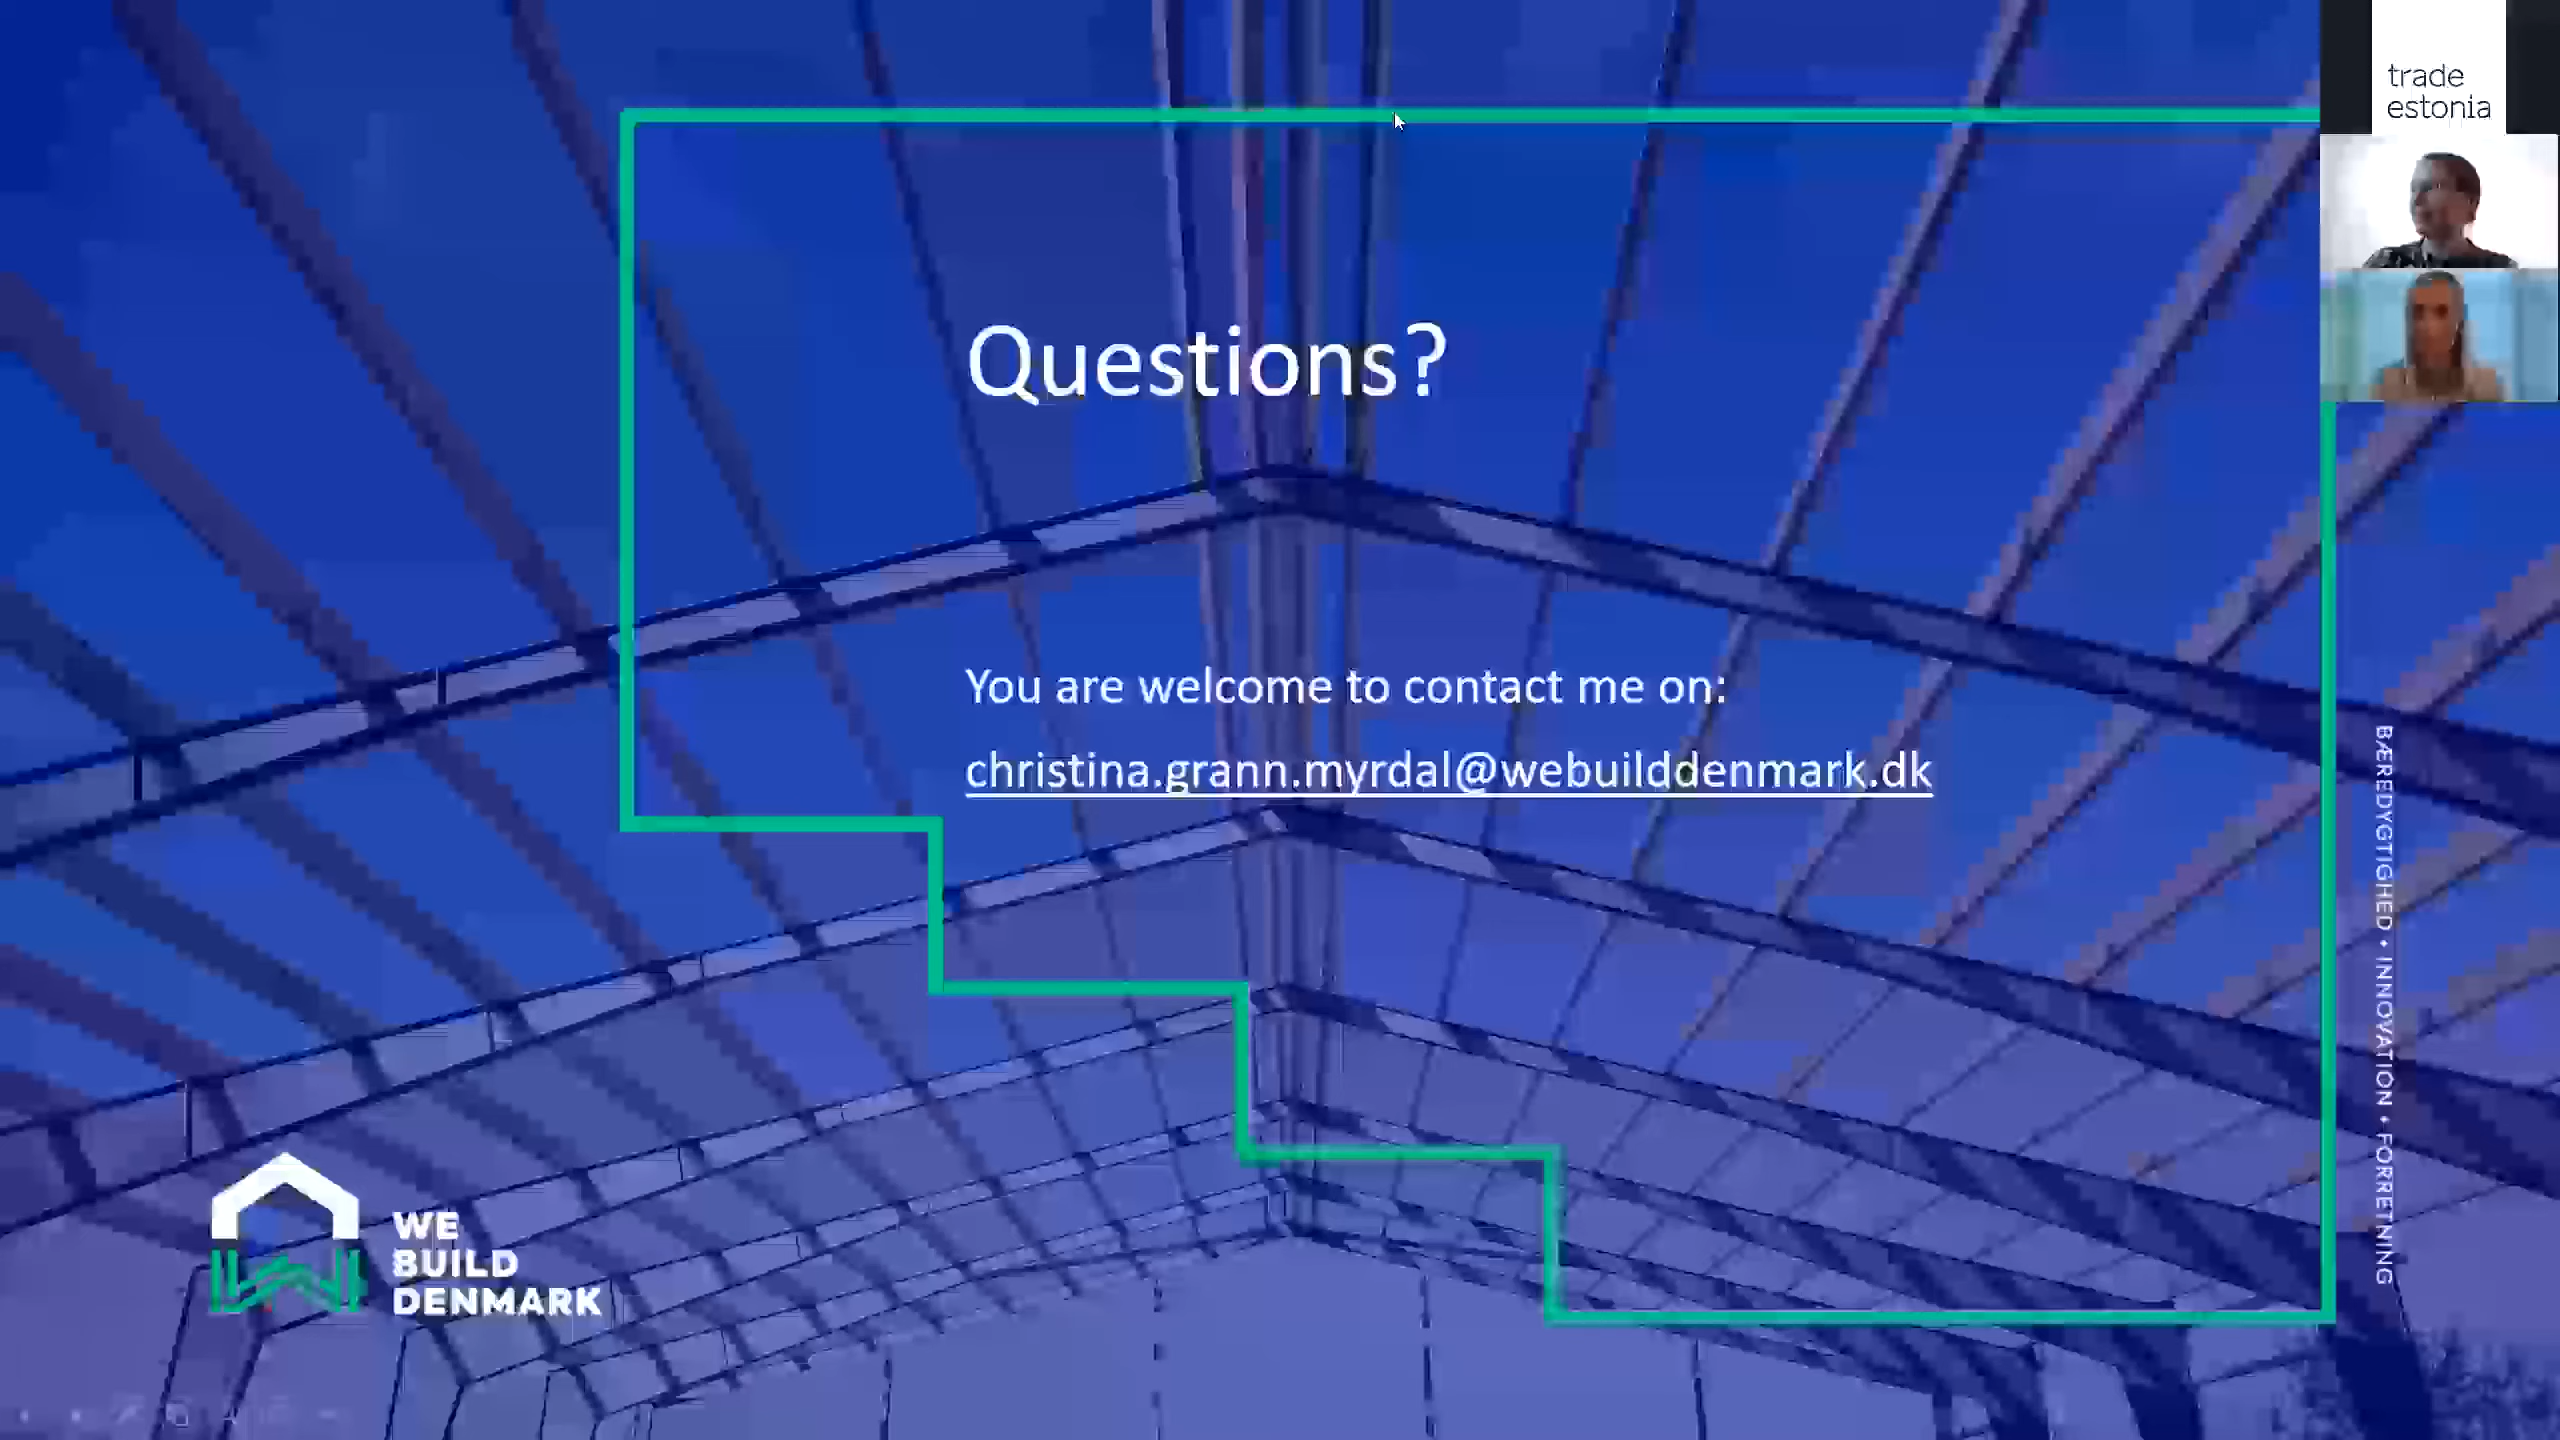 trade
estonia
Questions?
You are welcome to contact me on:
christina.grann.myrdal@webuilddenmark.dk
BÆREDYGTIGHED • INNOVATION • FORRETNING
WE
BUILD
DENMARK